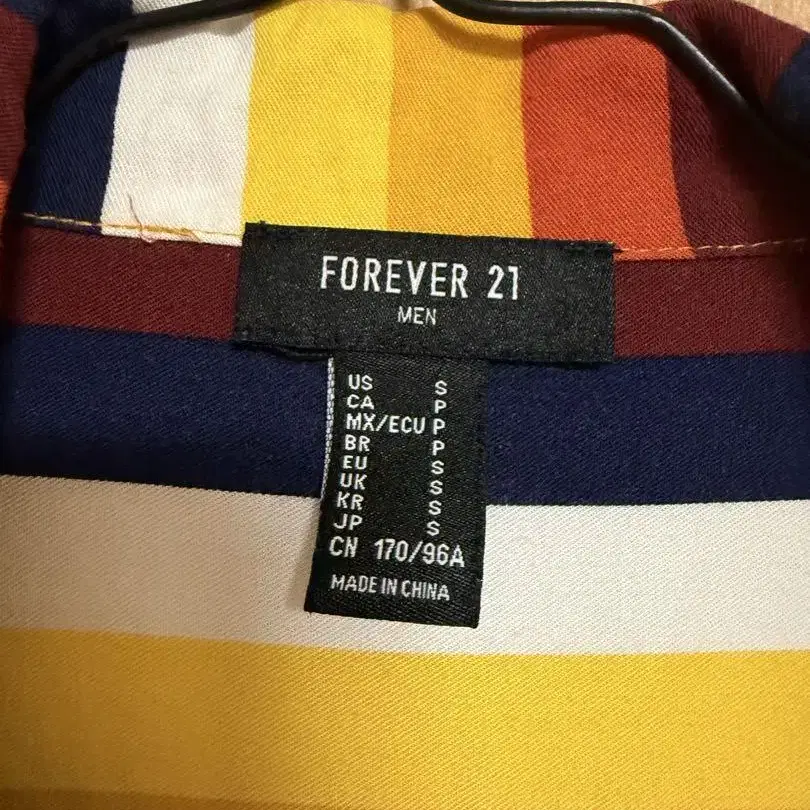 FOREVER 21
MEN
US S
CA P
MX/ECU P
BR P
EU S
UK S
KR S
JP S
CN 170/96A
MADE IN CHINA